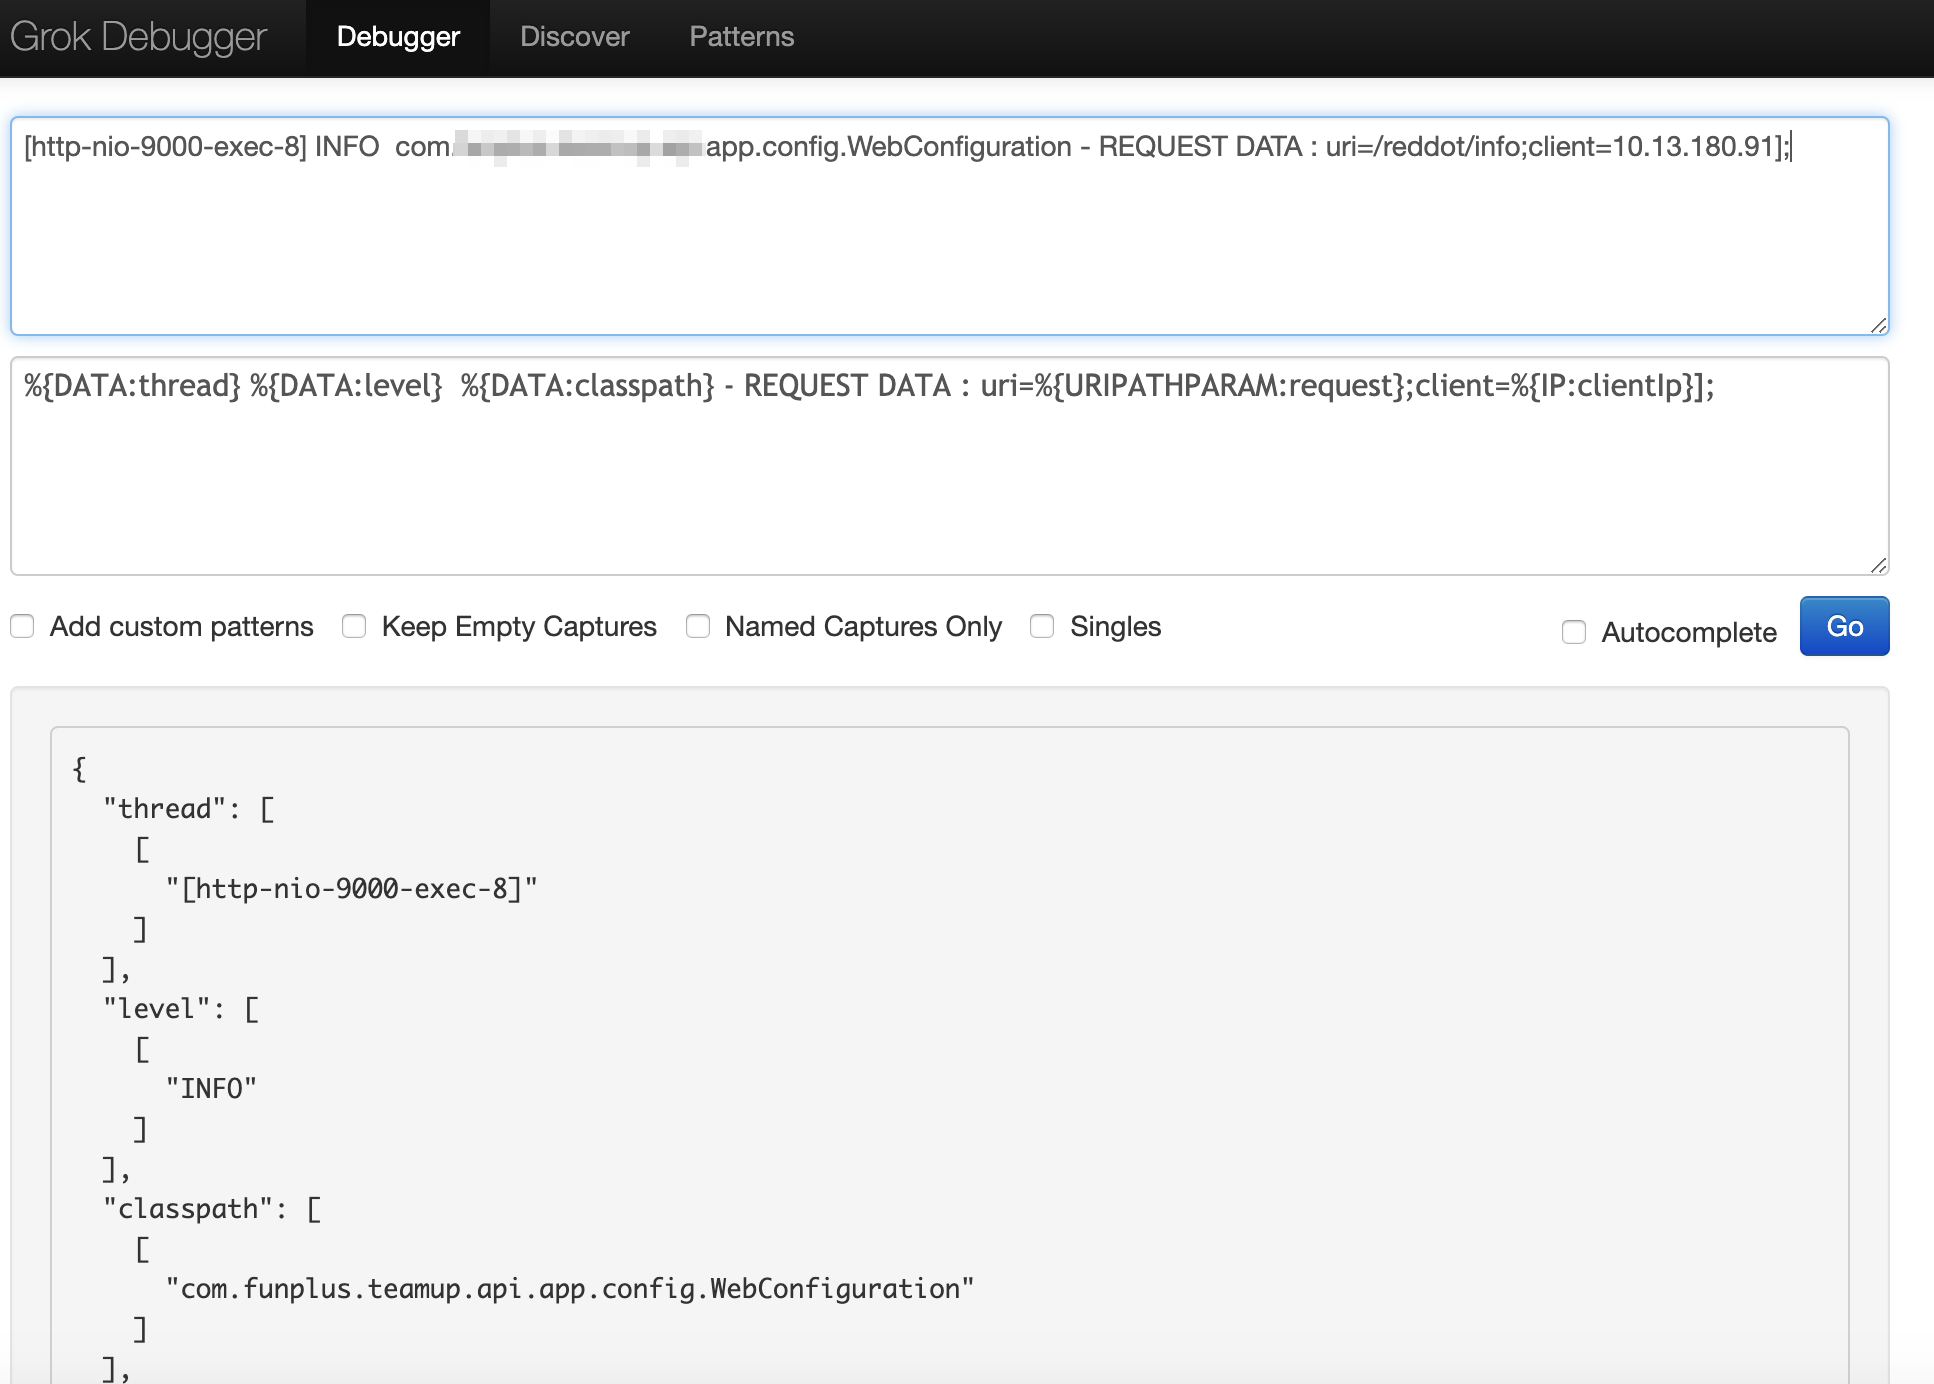 Grok Debugger Debugger Discover Patterns
[http-nio-9000-exec-8] INFO  com. app.config.WebConfiguration - REQUEST DATA : uri=/reddot/info;client=10.13.180.91];
%{DATA:thread} %{DATA:level}  %{DATA:classpath} - REQUEST DATA : uri=%{URIPATHPARAM:request};client=%{IP:clientIp}];
Add custom patterns Keep Empty Captures Named Captures Only Singles Autocomplete Go
{
  "thread": [
    [
      "[http-nio-9000-exec-8]"
    ]
  ],
  "level": [
    [
      "INFO"
    ]
  ],
  "classpath": [
    [
      "com.funplus.teamup.api.app.config.WebConfiguration"
    ]
  ],